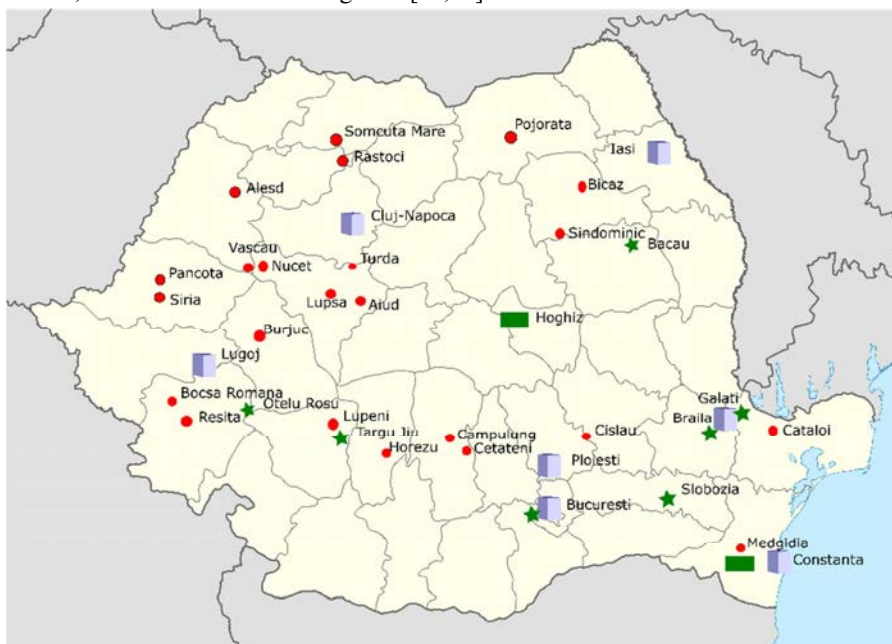 Somcuta Mare
Pojorata
Iasi
Rastoci
Bicaz
Alesd
Cluj-Napoca
Sindominic
Bacau
Vascau
Turda
Nucet
Pancota
Siria
Lupsa
Aiud
Hoghiz
Burjuc
Lugoj
Bocsa Romana
Otelu Rosu
Galati
Resita
Lupeni
Braila
Targu Jiu
Campulung
Cislau
Cataloi
Horezu
Cetateni
Ploiesti
Slobozia
Bucuresti
Medgidia
Constanta